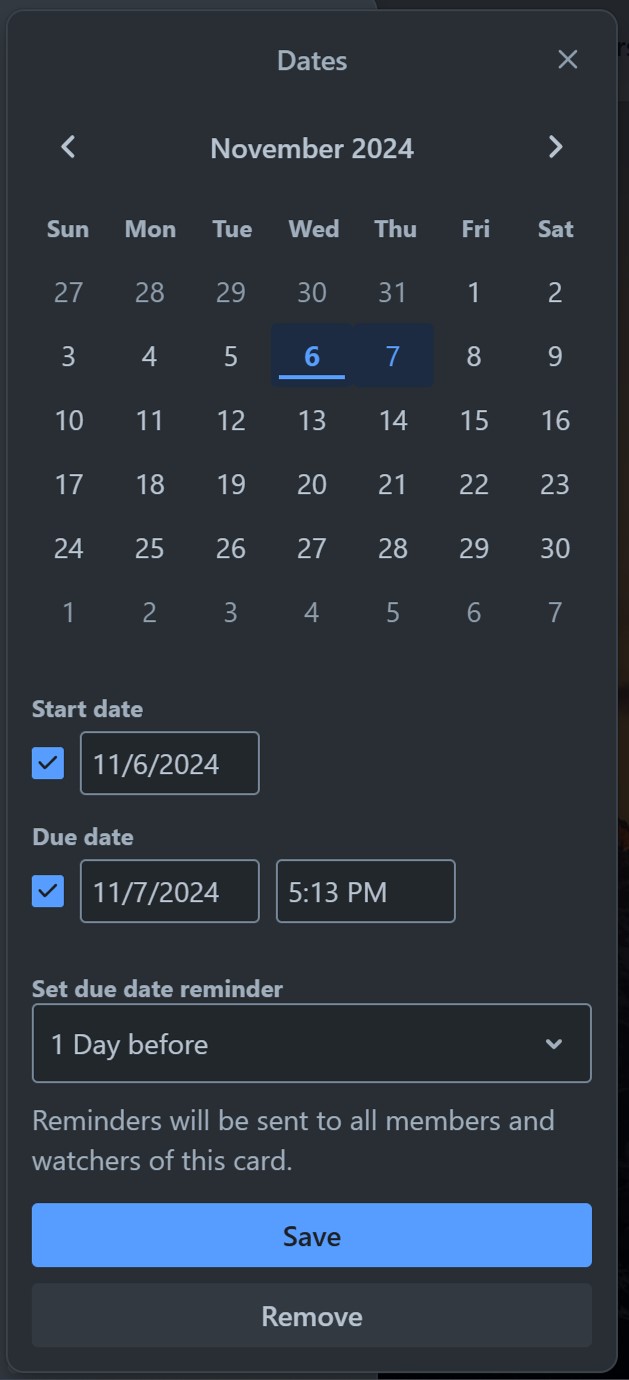 Dates
November 2024
Sun Mon Tue Wed Thu Fri Sat
27 28 29 30 31 1 2
3 4 5 6 7 8 9
10 11 12 13 14 15 16
17 18 19 20 21 22 23
24 25 26 27 28 29 30
1 2 3 4 5 6 7
Start date
11/6/2024
Due date
11/7/2024 5:13 PM
Set due date reminder
1 Day before
Reminders will be sent to all members and
watchers of this card.
Save
Remove